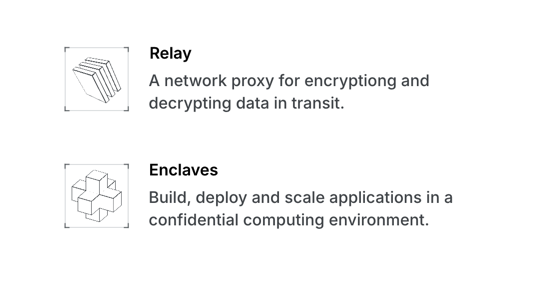 Relay
A network proxy for encryptiong and
decrypting data in transit.
Enclaves
Build, deploy and scale applications in a
confidential computing environment.